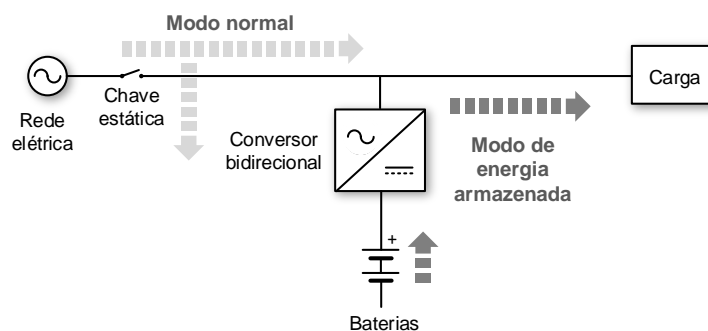 Modo normal
Rede
elétrica
Chave
estática
Carga
Conversor
bidirecional
Modo de
energia
armazenada
+
Baterias